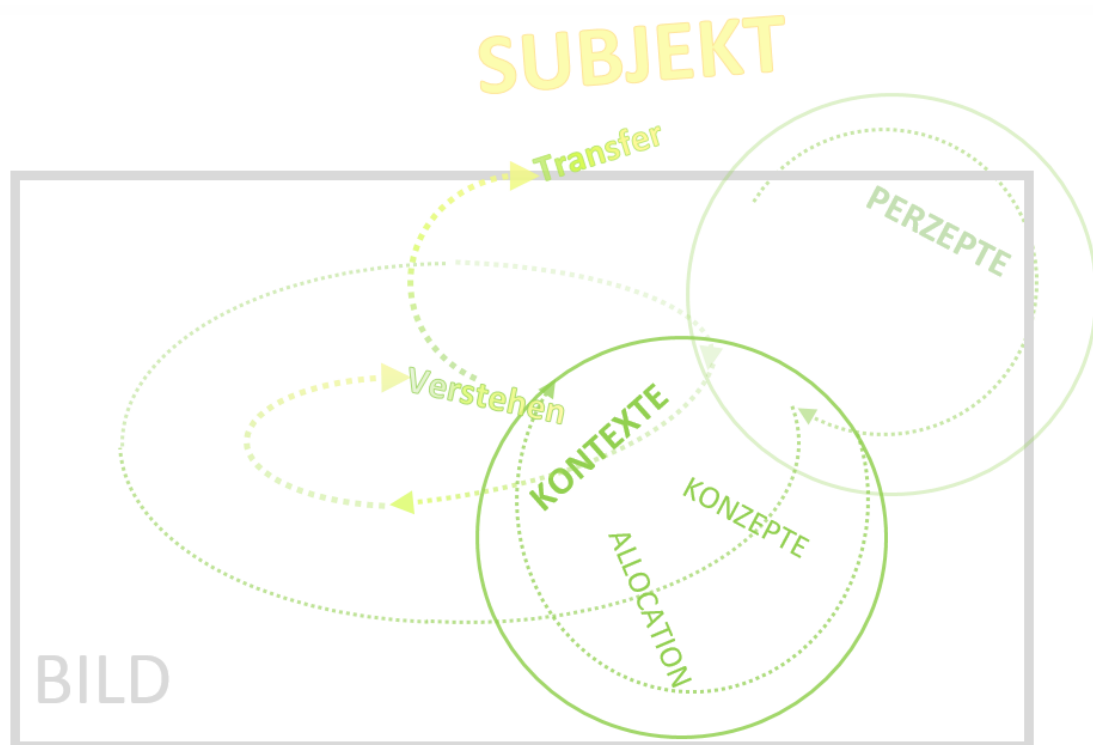 SUBJEKT
Transfer
PERZEPTE
Verstehen
KONTEXTE
KONZEPTE
ALLOCATION
BILD